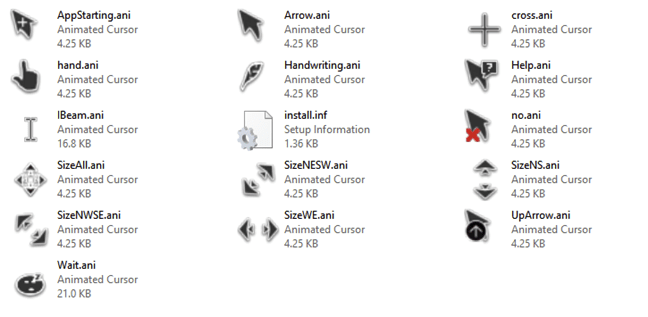 AppStarting.ani
Animated Cursor
4.25 KB
Arrow.ani
Animated Cursor
4.25 KB
cross.ani
Animated Cursor
4.25 KB
hand.ani
Animated Cursor
4.25 KB
Handwriting.ani
Animated Cursor
4.25 KB
Help.ani
Animated Cursor
4.25 KB
IBeam.ani
Animated Cursor
16.8 KB
install.inf
Setup Information
1.36 KB
no.ani
Animated Cursor
4.25 KB
SizeAll.ani
Animated Cursor
4.25 KB
SizeNESW.ani
Animated Cursor
4.25 KB
SizeNS.ani
Animated Cursor
4.25 KB
SizeNWSE.ani
Animated Cursor
4.25 KB
SizeWE.ani
Animated Cursor
4.25 KB
UpArrow.ani
Animated Cursor
4.25 KB
Wait.ani
Animated Cursor
21.0 KB